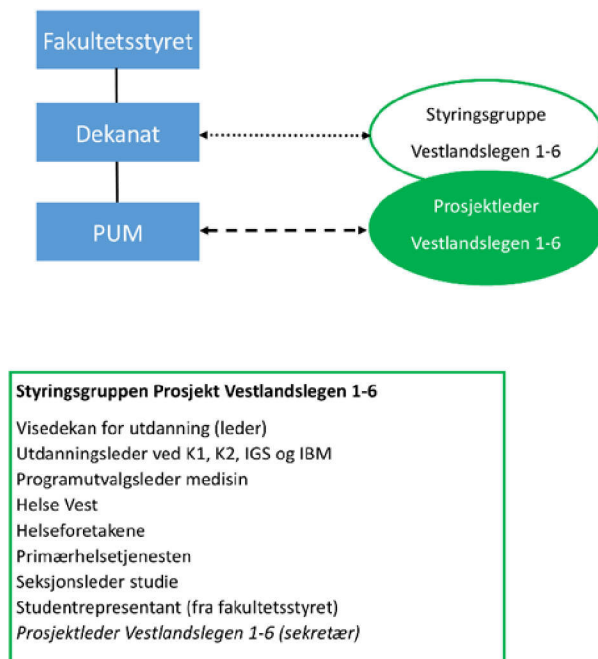 Fakultetsstyret
Dekanat
Styringsgruppe
Vestlandslegen 1-6
PUM
Prosjektleder
Vestlandslegen 1-6
Styringsgruppen Prosjekt Vestlandslegen 1-6
Visedekan for utdanning (leder)
Utdanningsleder ved K1, K2, IGS og IBM
Programutvalgsleder medisin
Helse Vest
Helseforetakene
Primærhelsetjenesten
Seksjonsleder studie
Studentrepresentant (fra fakultetsstyret)
Prosjektleder Vestlandslegen 1-6 (sekretær)